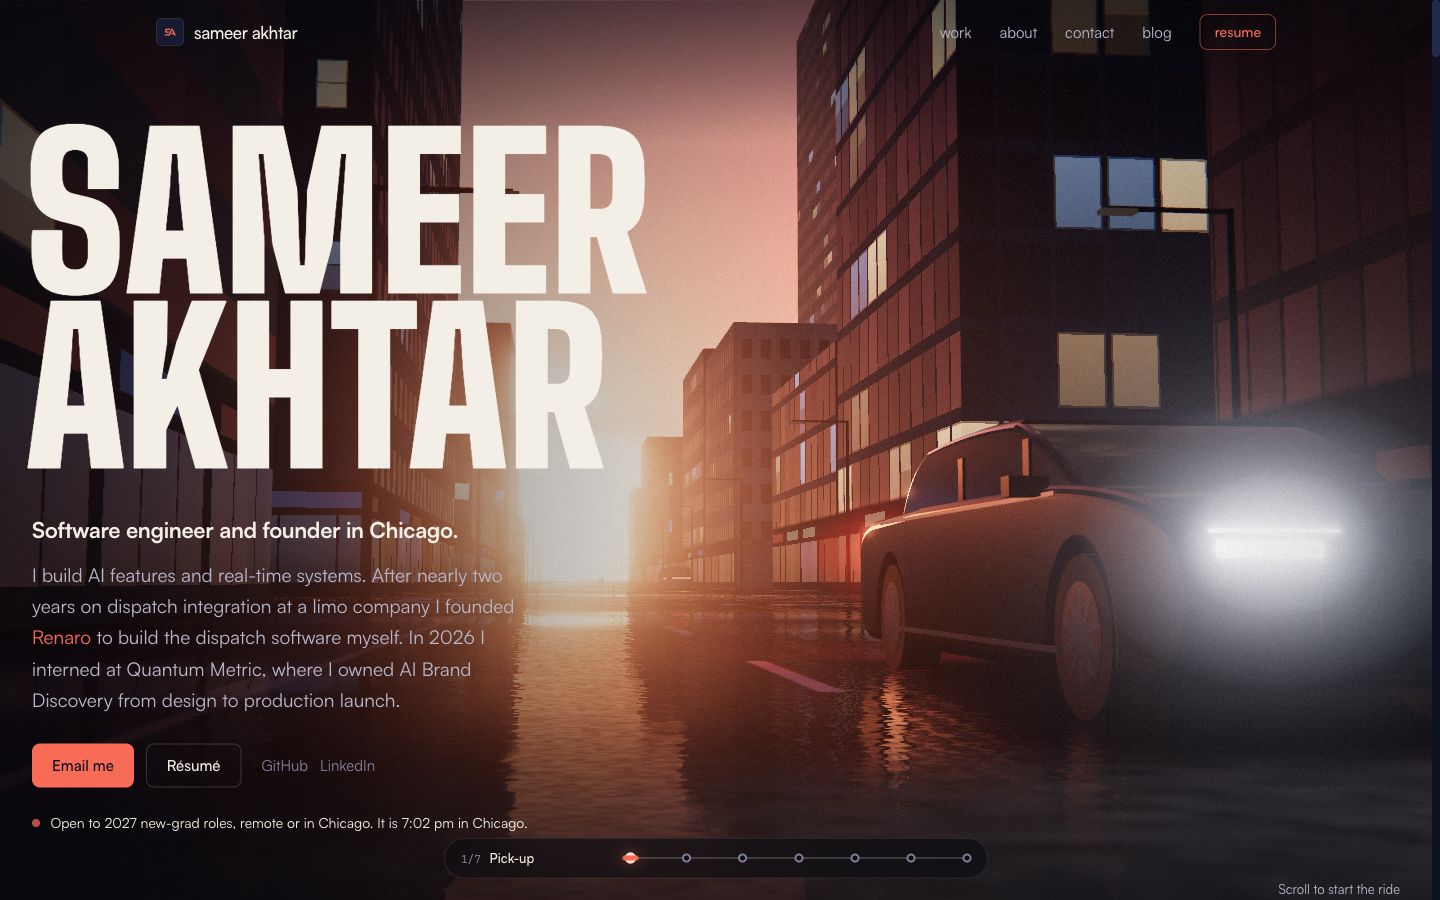 SA
sameer akhtar
work
about
contact
blog
resume
SAMEER
AKHTAR
Software engineer and founder in Chicago.
I build AI features and real-time systems. After nearly two
years on dispatch integration at a limo company I founded
Renaro to build the dispatch software myself. In 2026 I
interned at Quantum Metric, where I owned AI Brand
Discovery from design to production launch.
Email me
Résumé
GitHub
LinkedIn
Open to 2027 new-grad roles, remote or in Chicago. It is 7:02 pm in Chicago.
1/7 Pick-up
Scroll to start the ride